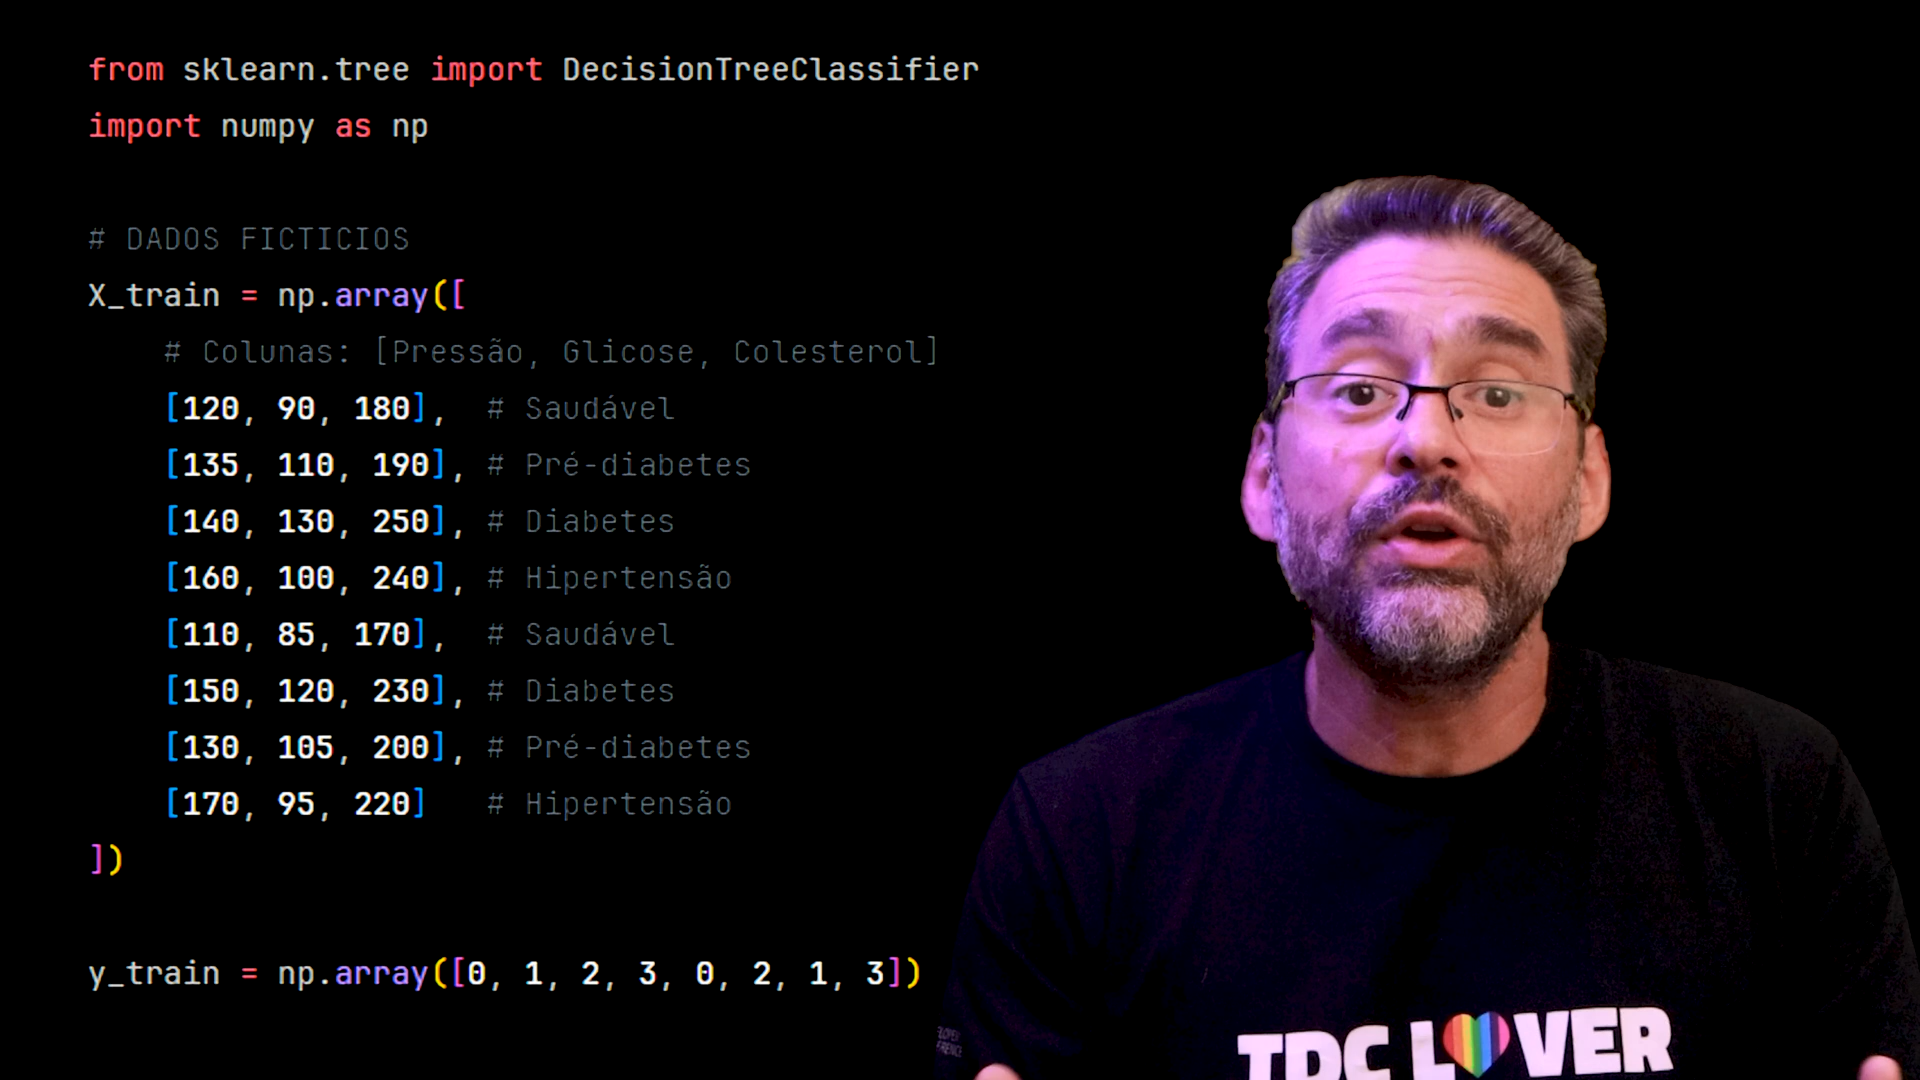 from sklearn.tree import DecisionTreeClassifier
import numpy as np
# DADOS FICTICIOS
X_train = np.array([
# Colunas: [Pressão, Glicose, Colesterol]
[120, 90, 180],  # Saudável
[135, 110, 190], # Pré-diabetes
[140, 130, 250], # Diabetes
[160, 100, 240], # Hipertensão
[110, 85, 170],  # Saudável
[150, 120, 230], # Diabetes
[130, 105, 200], # Pré-diabetes
[170, 95, 220]   # Hipertensão
])
y_train = np.array([0, 1, 2, 3, 0, 2, 1, 3])
TDC L VER